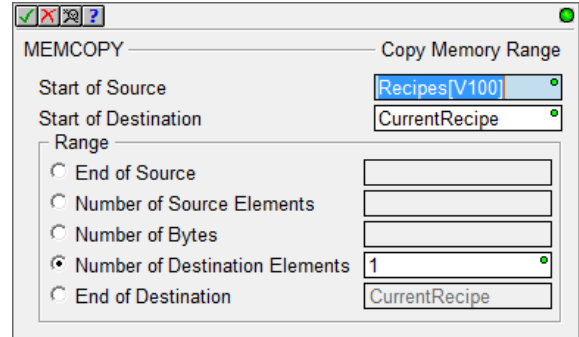 ?
MEMCOPY Copy Memory Range
Start of Source Recipes[V100]
Start of Destination CurrentRecipe
Range
End of Source
Number of Source Elements
Number of Bytes
Number of Destination Elements 1
End of Destination CurrentRecipe